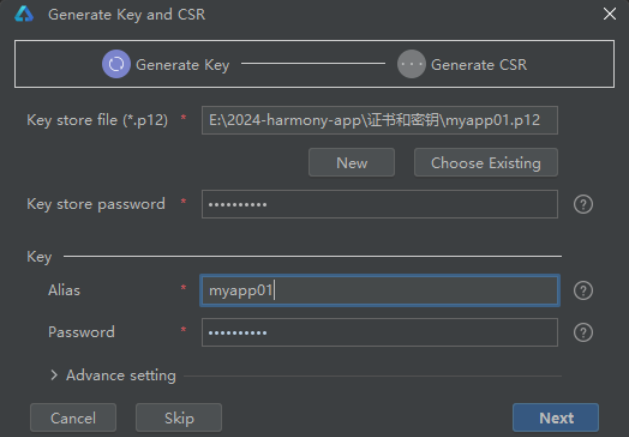 Generate Key and CSR
Generate Key ··· Generate CSR
Key store file (*.p12) * E:\2024-harmony-app\证书和密钥\myapp01.p12
New Choose Existing
Key store password * •••••••••• ?
Key
Alias * myapp01 ?
Password * •••••••••• ?
> Advance setting
Cancel Skip Next